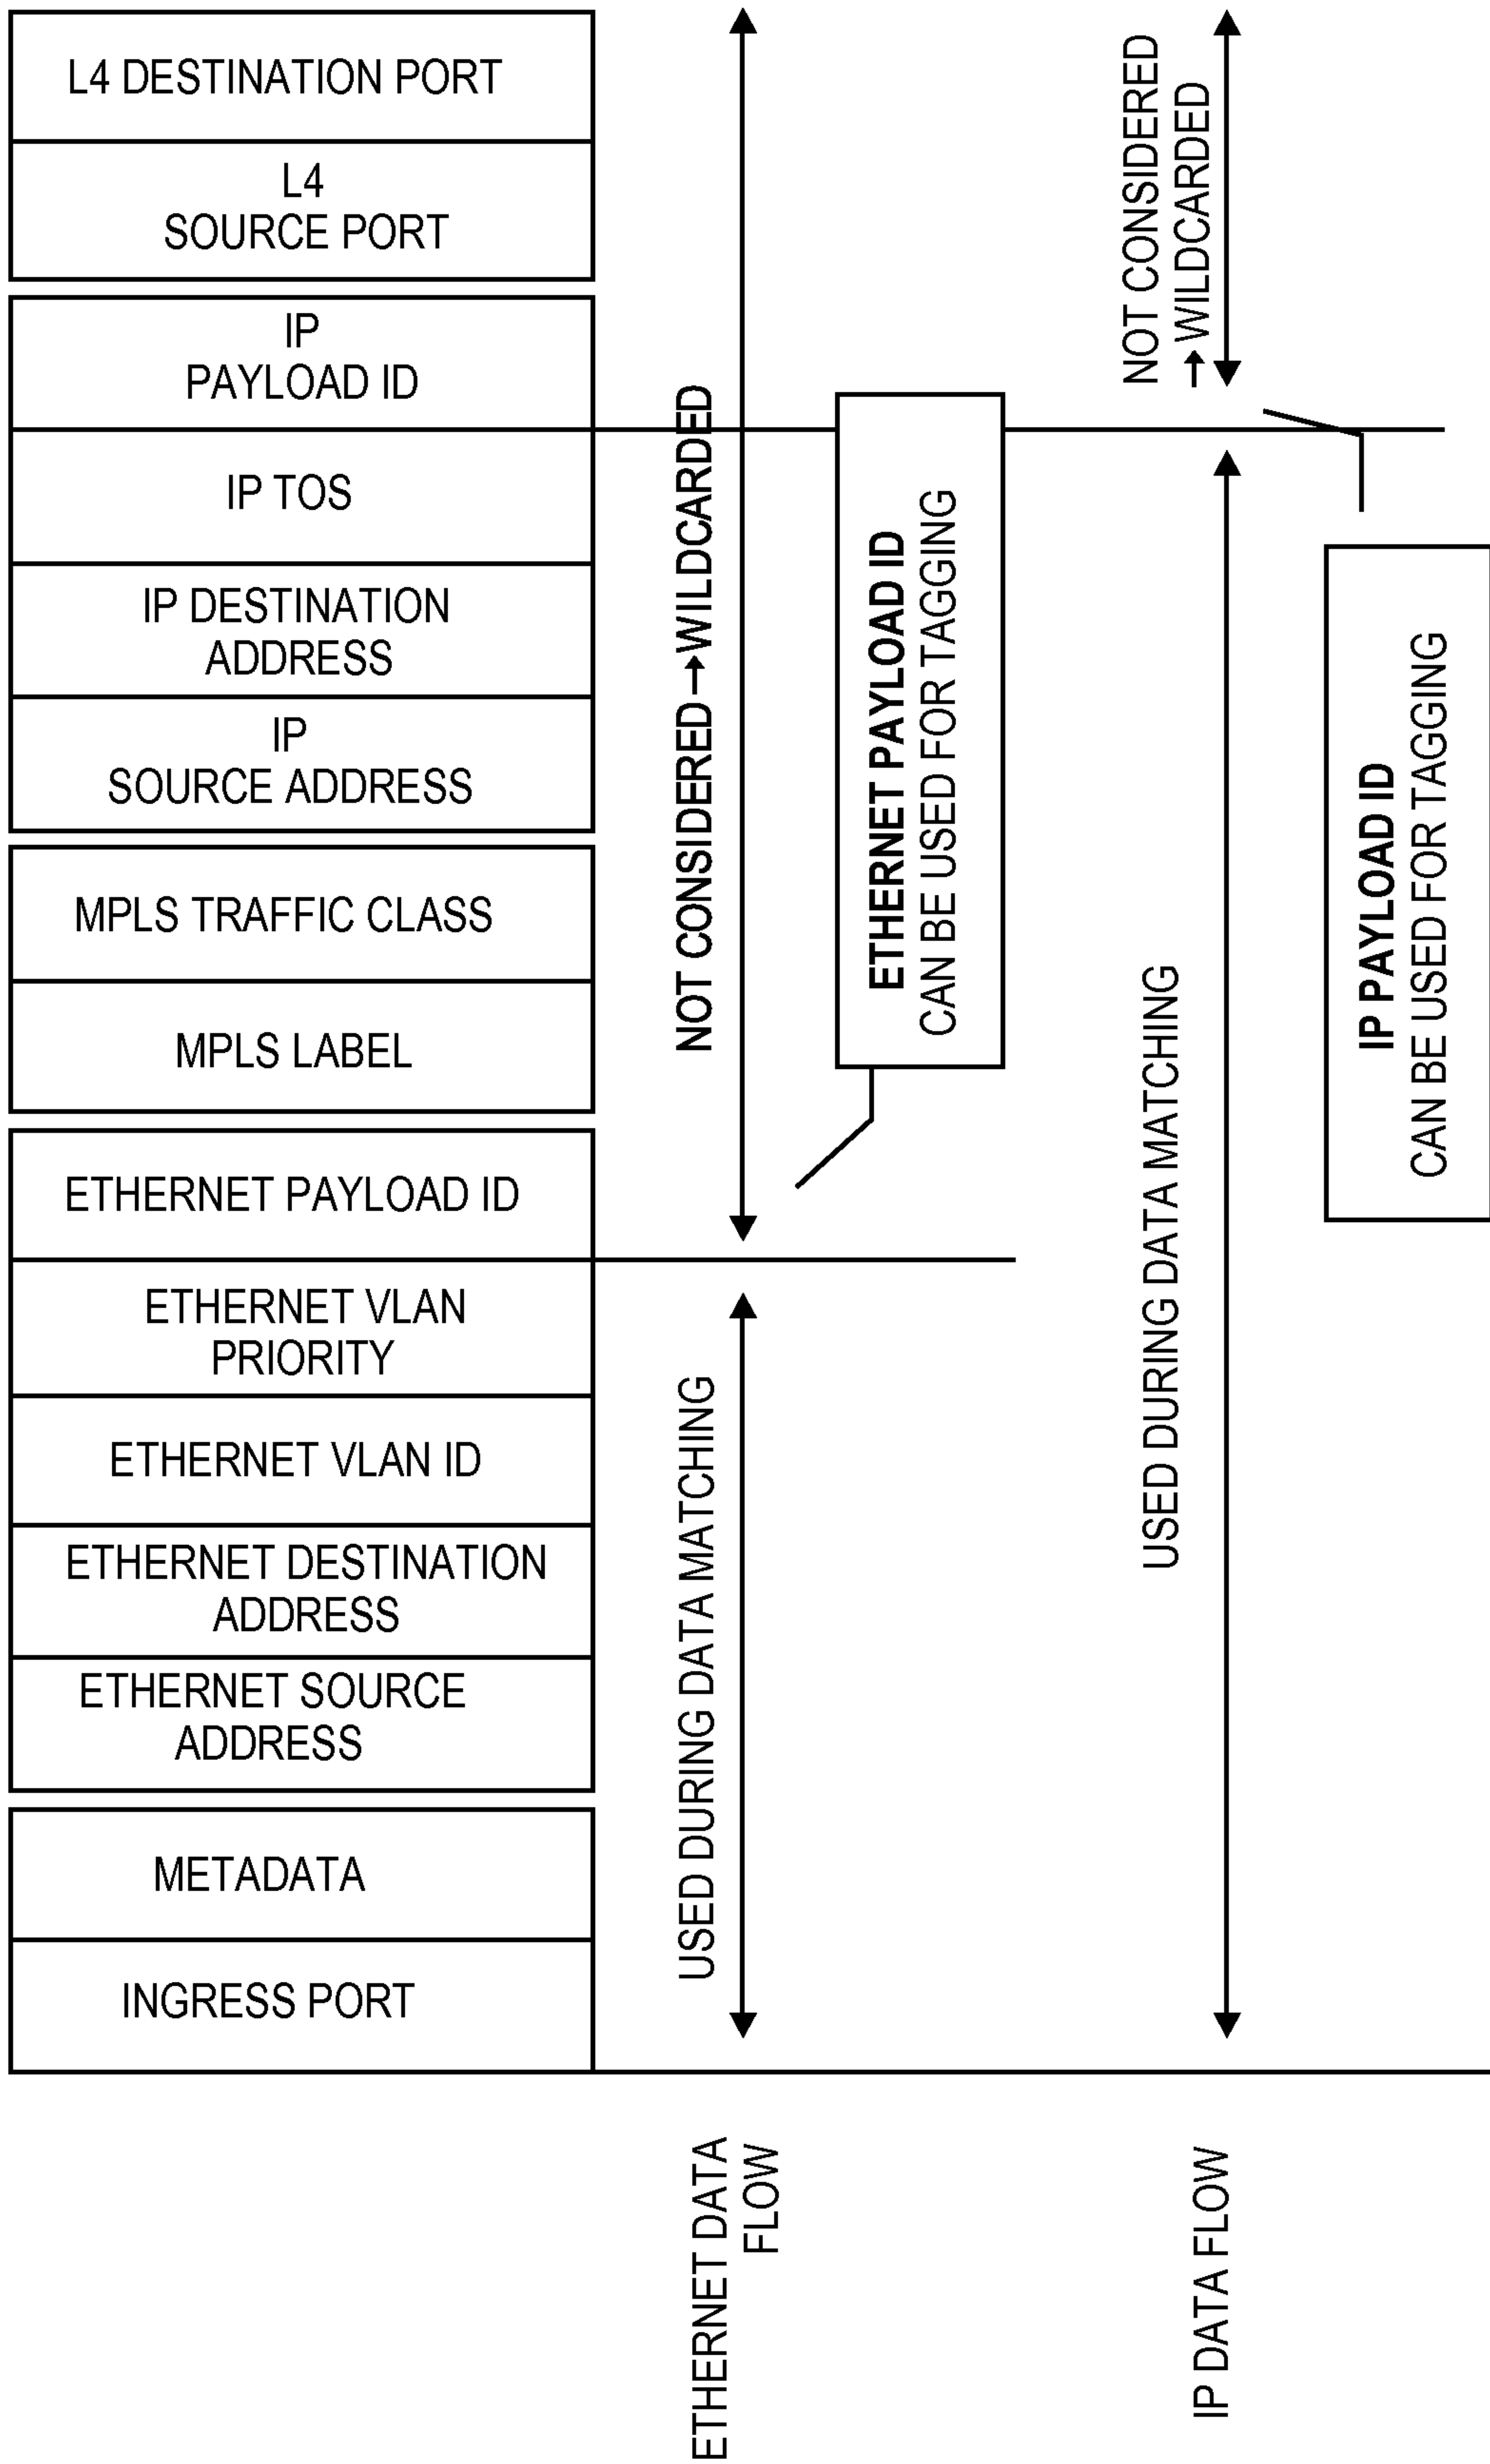 L4 DESTINATION PORT
L4
SOURCE PORT
IP
PAYLOAD ID
IP TOS
IP DESTINATION
ADDRESS
IP
SOURCE ADDRESS
MPLS TRAFFIC CLASS
MPLS LABEL
ETHERNET PAYLOAD ID
ETHERNET VLAN
PRIORITY
ETHERNET VLAN ID
ETHERNET DESTINATION
ADDRESS
ETHERNET SOURCE
ADDRESS
METADATA
INGRESS PORT
ETHERNET DATA
FLOW
USED DURING DATA MATCHING
NOT CONSIDERED→WILDCARDED
ETHERNET PAYLOAD ID
CAN BE USED FOR TAGGING
IP DATA FLOW
USED DURING DATA MATCHING
NOT CONSIDERED
→WILDCARDED
IP PAYLOAD ID
CAN BE USED FOR TAGGING